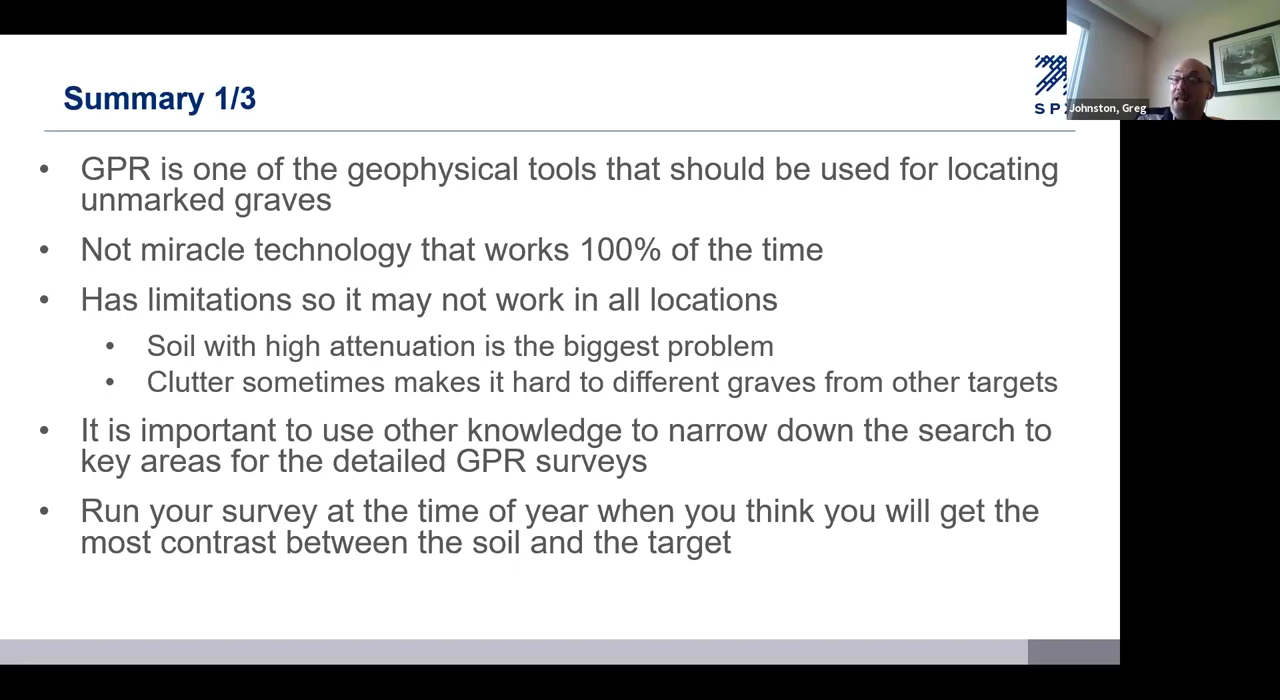 Summary 1/3
SP
Johnston, Greg
• GPR is one of the geophysical tools that should be used for locating
unmarked graves
• Not miracle technology that works 100% of the time
• Has limitations so it may not work in all locations
• Soil with high attenuation is the biggest problem
• Clutter sometimes makes it hard to different graves from other targets
• It is important to use other knowledge to narrow down the search to
key areas for the detailed GPR surveys
• Run your survey at the time of year when you think you will get the
most contrast between the soil and the target